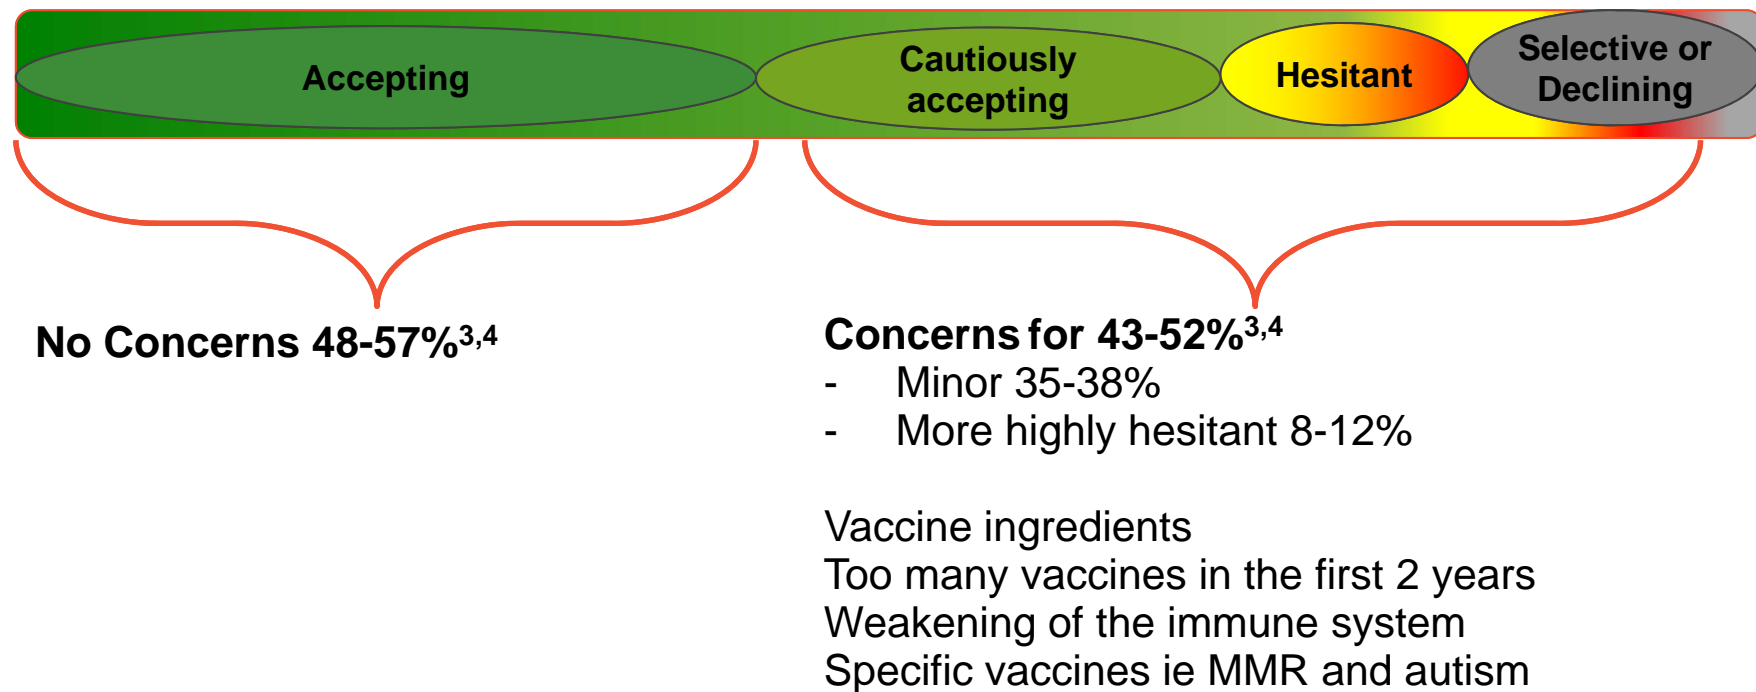 Accepting
Cautiously
accepting
Hesitant
Selective or
Declining
No Concerns 48-57%3,4
Concerns for 43-52%3,4
- Minor 35-38%
- More highly hesitant 8-12%
Vaccine ingredients
Too many vaccines in the first 2 years
Weakening of the immune system
Specific vaccines ie MMR and autism